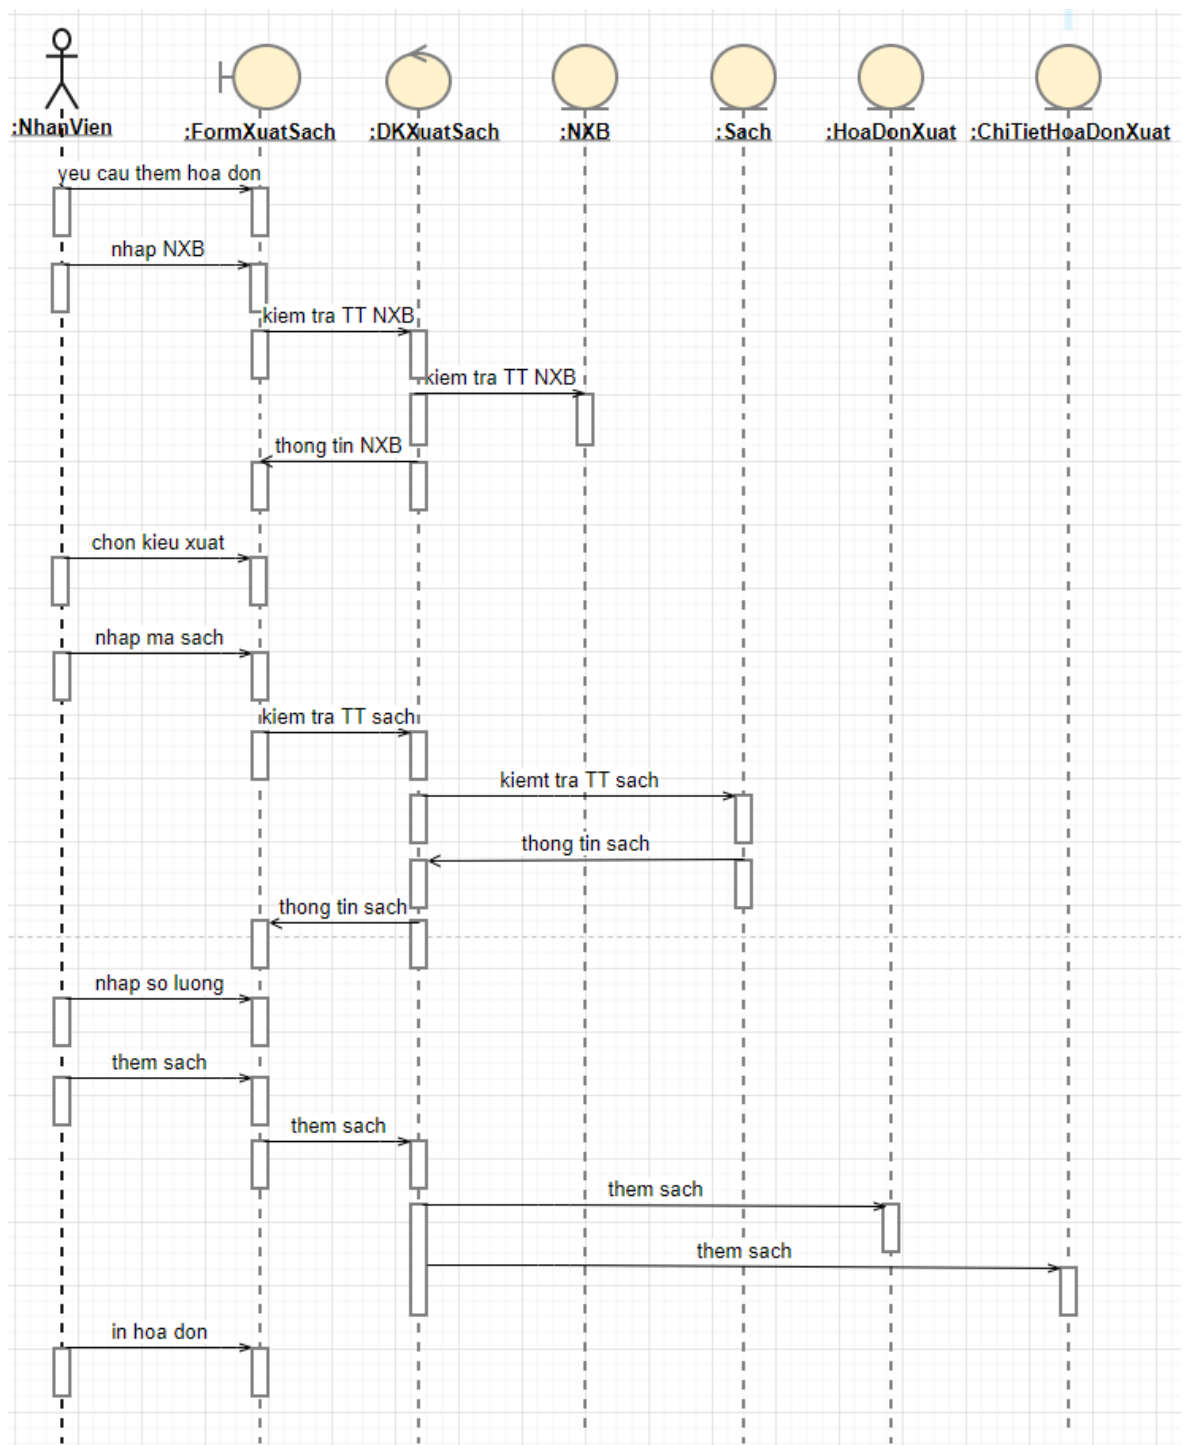 :NhanVien
:FormXuatSach
:DKXuatSach
:NXB
:Sach
:HoaDonXuat
:ChiTietHoaDonXuat
yeu cau them hoa don
nhap NXB
kiem tra TT NXB
kiem tra TT NXB
thong tin NXB
chon kieu xuat
nhap ma sach
kiem tra TT sach
kiemt tra TT sach
thong tin sach
thong tin sach
nhap so luong
them sach
them sach
them sach
them sach
in hoa don